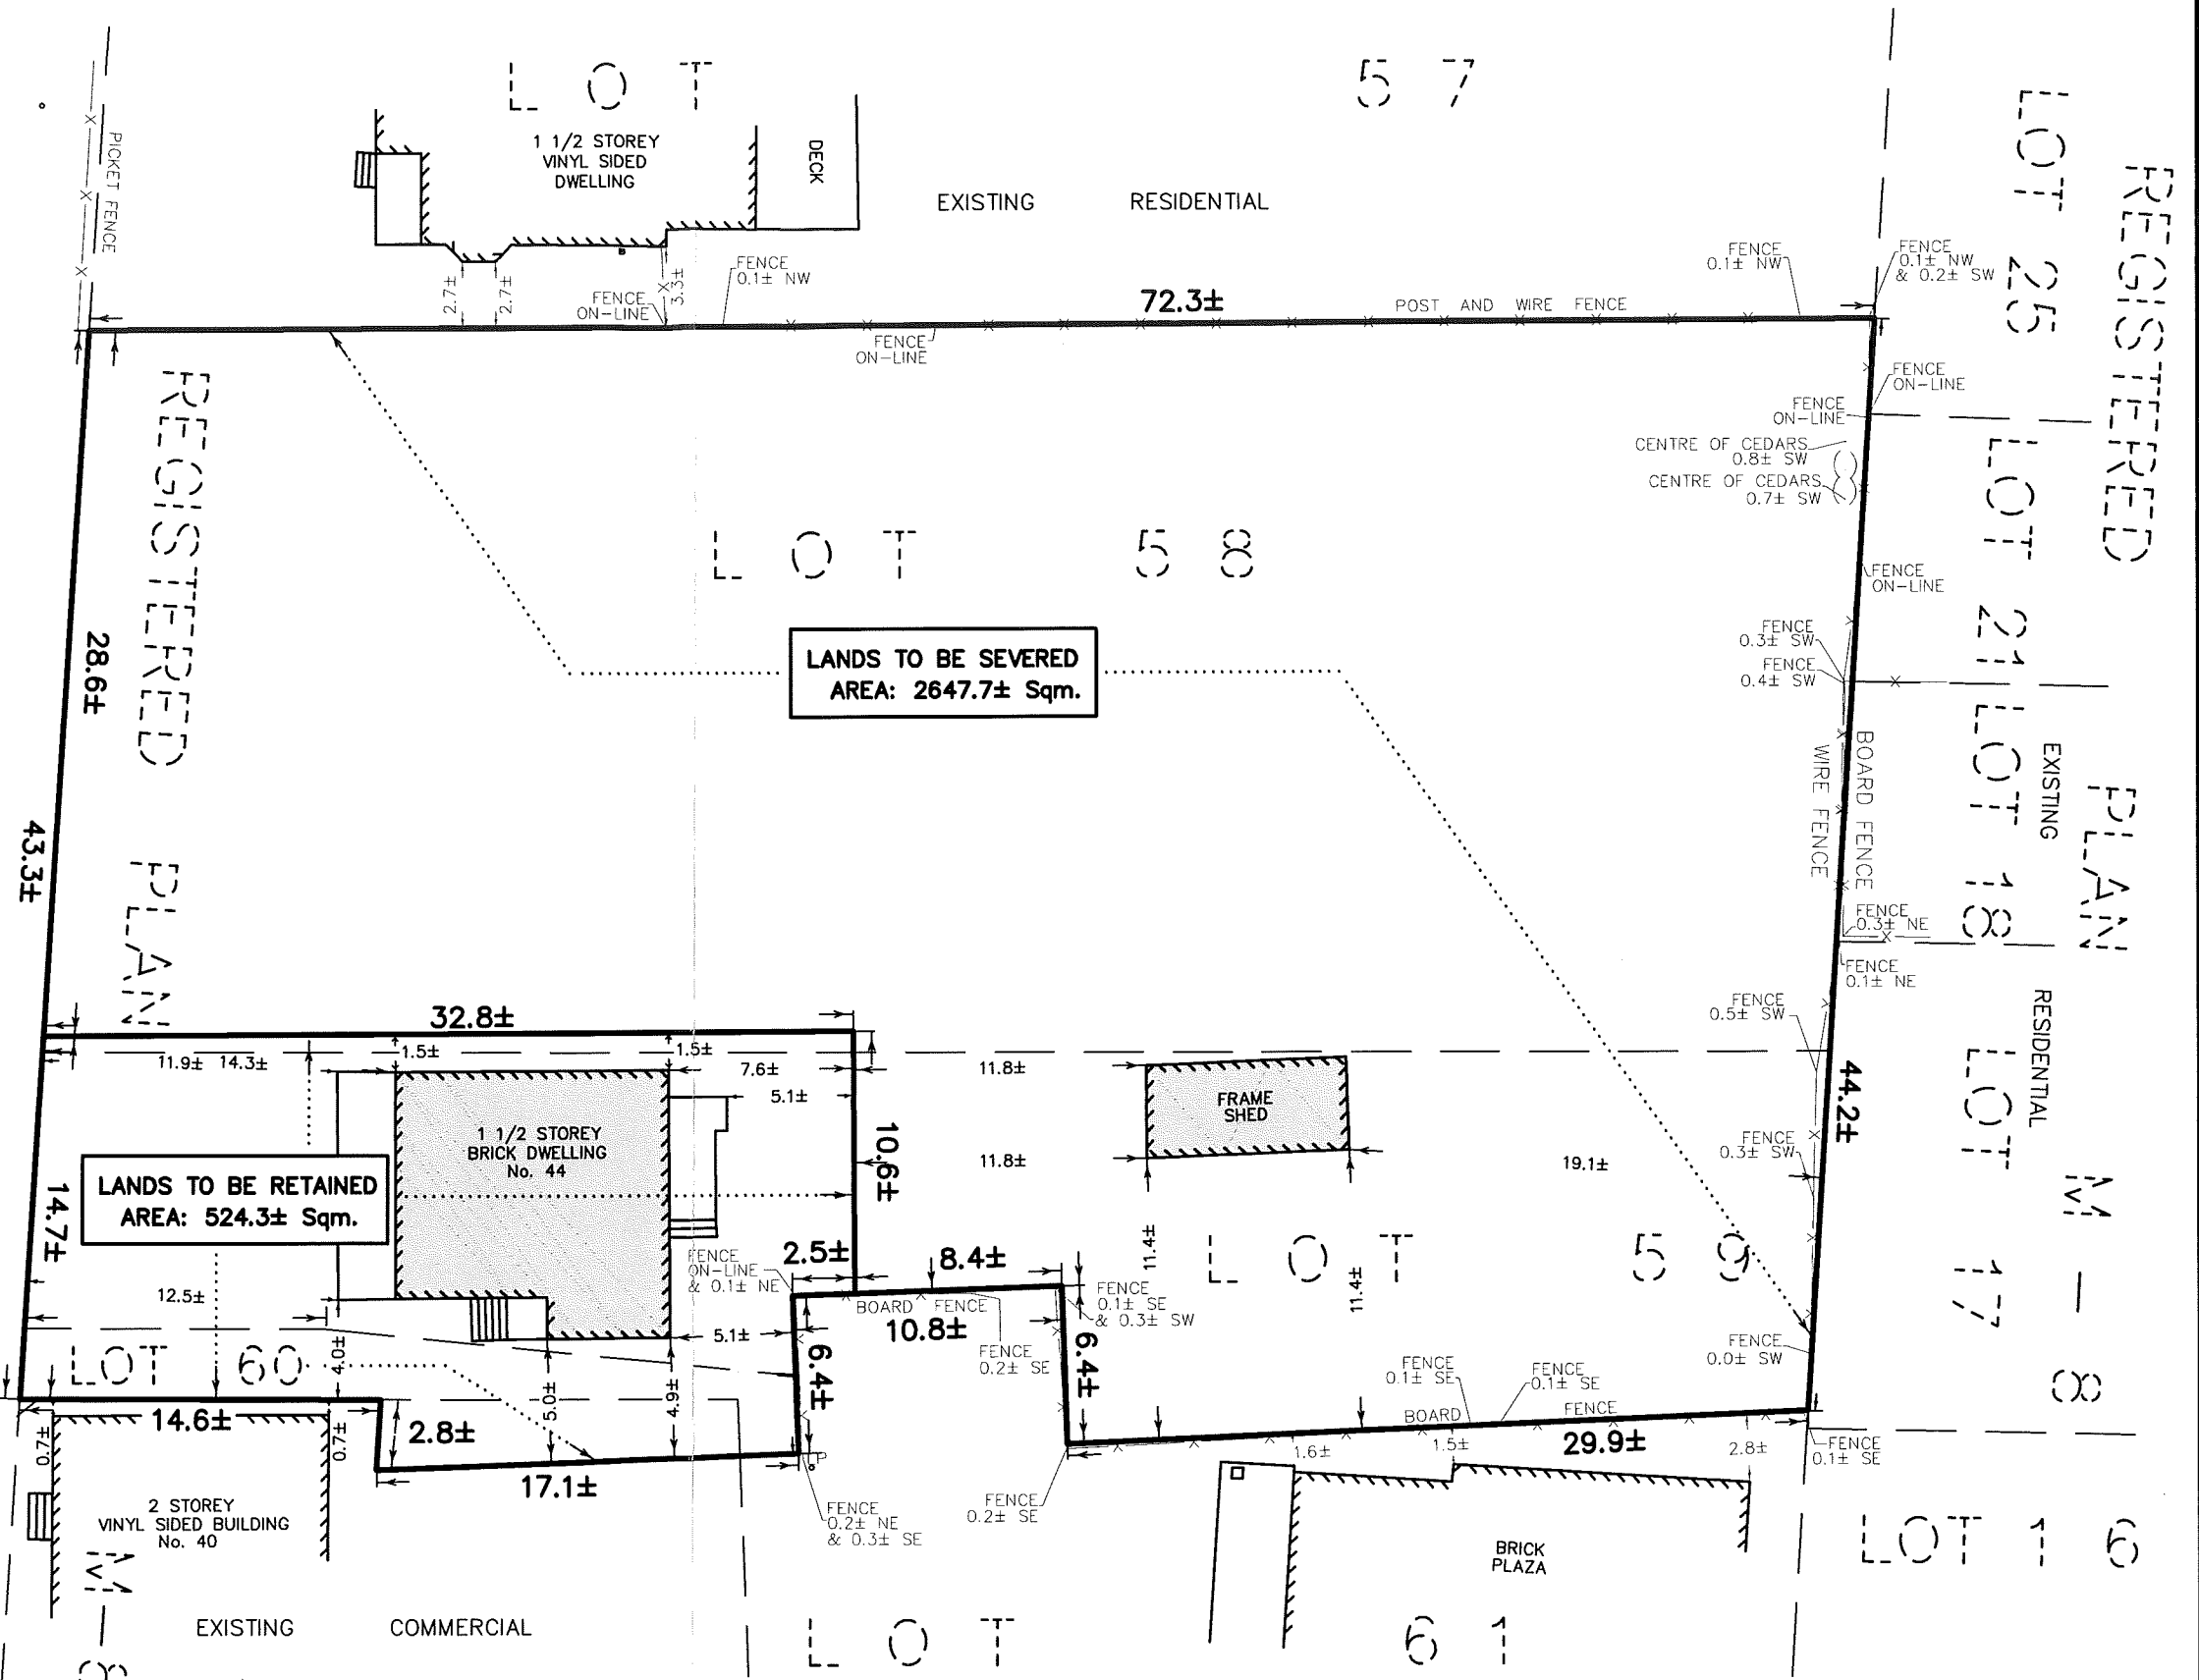 LOT 57
1 1/2 STOREY
VINYL SIDED
DWELLING
DECK
EXISTING RESIDENTIAL
PICKET FENCE
LOT 25
REGISTERED
2.7±
2.7±
FENCE
ON-LINE
3.3±
FENCE
0.1± NW
72.3±
POST AND WIRE FENCE
FENCE
0.1± NW
FENCE
0.1± NW
& 0.2± SW
FENCE
ON-LINE
FENCE
ON-LINE
FENCE
ON-LINE
CENTRE OF CEDARS
0.8± SW
CENTRE OF CEDARS
0.7± SW
REGISTERED
LOT 58
LOT 21
FENCE
ON-LINE
FENCE
0.3± SW
FENCE
0.4± SW
28.6±
LANDS TO BE SEVERED
AREA: 2647.7± Sqm.
BOARD FENCE
WIRE FENCE
LOT 18
EXISTING
PLAN
43.3±
PLAN
FENCE
0.3± NE
FENCE
0.1± NE
FENCE
0.5± SW
RESIDENTIAL
32.8±
11.9±
14.3±
1.5±
1.5±
7.6±
5.1±
11.8±
FRAME
SHED
44.2±
LOT 17
1 1/2 STOREY
BRICK DWELLING
No. 44
10.6±
11.8±
19.1±
FENCE
0.3± SW
M-8
LANDS TO BE RETAINED
AREA: 524.3± Sqm.
14.7±
11.4±
11.4±
LOT 59
FENCE
ON-LINE
& 0.1± NE
2.5±
8.4±
FENCE
0.1± SE
& 0.3± SW
12.5±
BOARD FENCE
10.8±
5.1±
6.4±
6.4±
FENCE
0.2± SE
FENCE
0.0± SW
LOT 60
4.0±
5.0±
4.9±
FENCE
0.1± SE
FENCE
0.1± SE
BOARD FENCE
14.6±
2.8±
0.7±
0.7±
17.1±
1.6±
1.5±
29.9±
2.8±
FENCE
0.1± SE
FENCE
0.2± NE
& 0.3± SE
FENCE
0.2± SE
2 STOREY
VINYL SIDED BUILDING
No. 40
BRICK
PLAZA
LOT 16
M-8
EXISTING COMMERCIAL
LOT 61